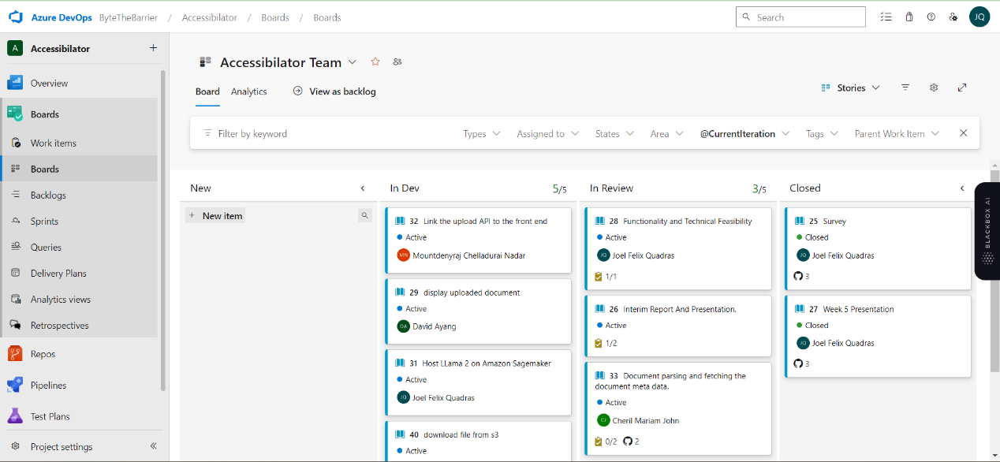 Azure DevOps ByteTheBarrier / Accessibilator / Boards / Boards
Search
JQ
A Accessibilator +
Overview
Boards
Work items
Boards
Backlogs
Sprints
Queries
Delivery Plans
Analytics views
Retrospectives
Repos
Pipelines
Test Plans
Project settings
Accessibilator Team
Board Analytics View as backlog
Stories
Filter by keyword Types Assigned to States Area @CurrentIteration Tags Parent Work Item
New
+ New item
In Dev 5/5
32 Link the upload API to the front end
Active
MN Mountdenyraj Chelladurai Nadar
29 display uploaded document
Active
DA David Ayang
31 Host LLama 2 on Amazon Sagemaker
Active
JQ Joel Felix Quadras
40 download file from s3
Active
In Review 3/5
28 Functionality and Technical Feasibility
Active
JQ Joel Felix Quadras
1/1
26 Interim Report And Presentation.
Active
1/2
33 Document parsing and fetching the
document meta data.
Active
CJ Cheril Mariam John
0/2 2
Closed
25 Survey
Closed
JQ Joel Felix Quadras
3
27 Week 5 Presentation
Closed
JQ Joel Felix Quadras
3
BLACKBOX AI